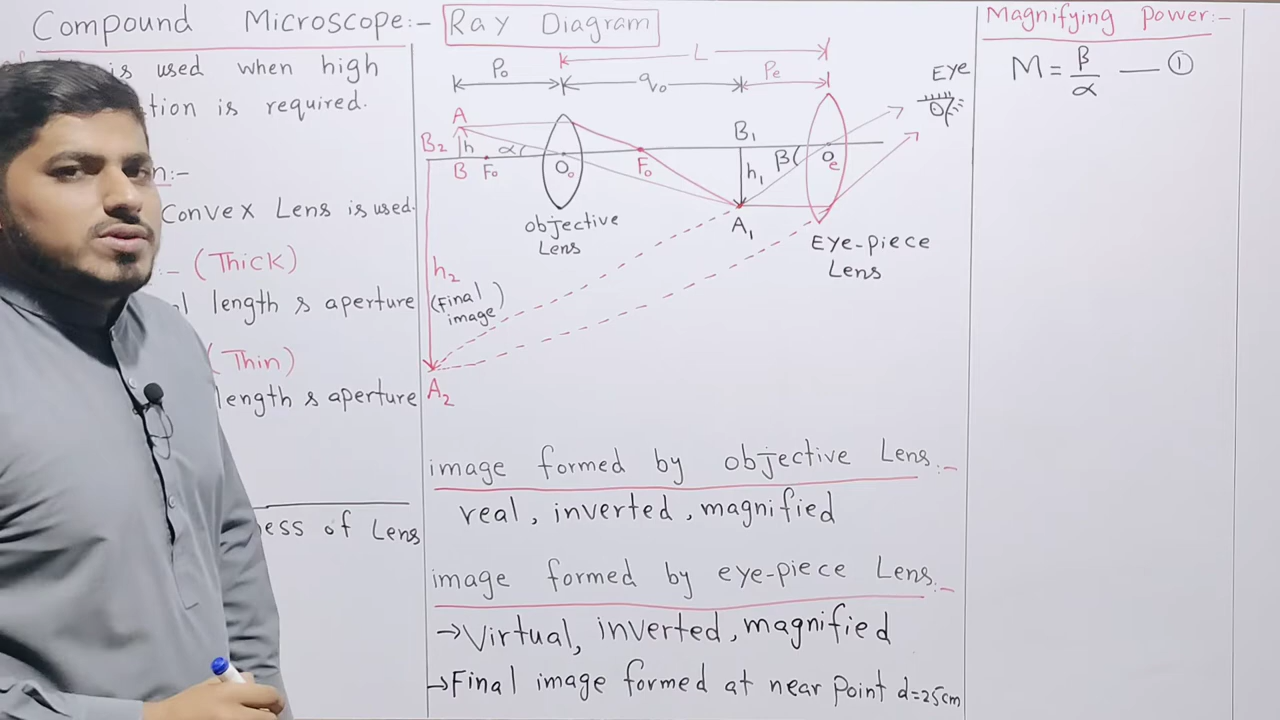 Compound Microscope:-
is used when high
tion is required.
n:-
Convex Lens is used.
:- (Thick)
l length & aperture
(Thin)
length & aperture
ess of Lens
Ray Diagram
L
Po qo Pe
Eye
A
B2 h α
B Fo Oo Fo
B1
β Oe
h1
A1
objective
Lens
Eye-piece
Lens
h2
(Final
image)
A2
image formed by objective Lens:-
real, inverted, magnified
image formed by eye-piece Lens:-
→Virtual, inverted, magnified
→Final image formed at near point d=25cm
Magnifying Power:-
M = β/α — ①